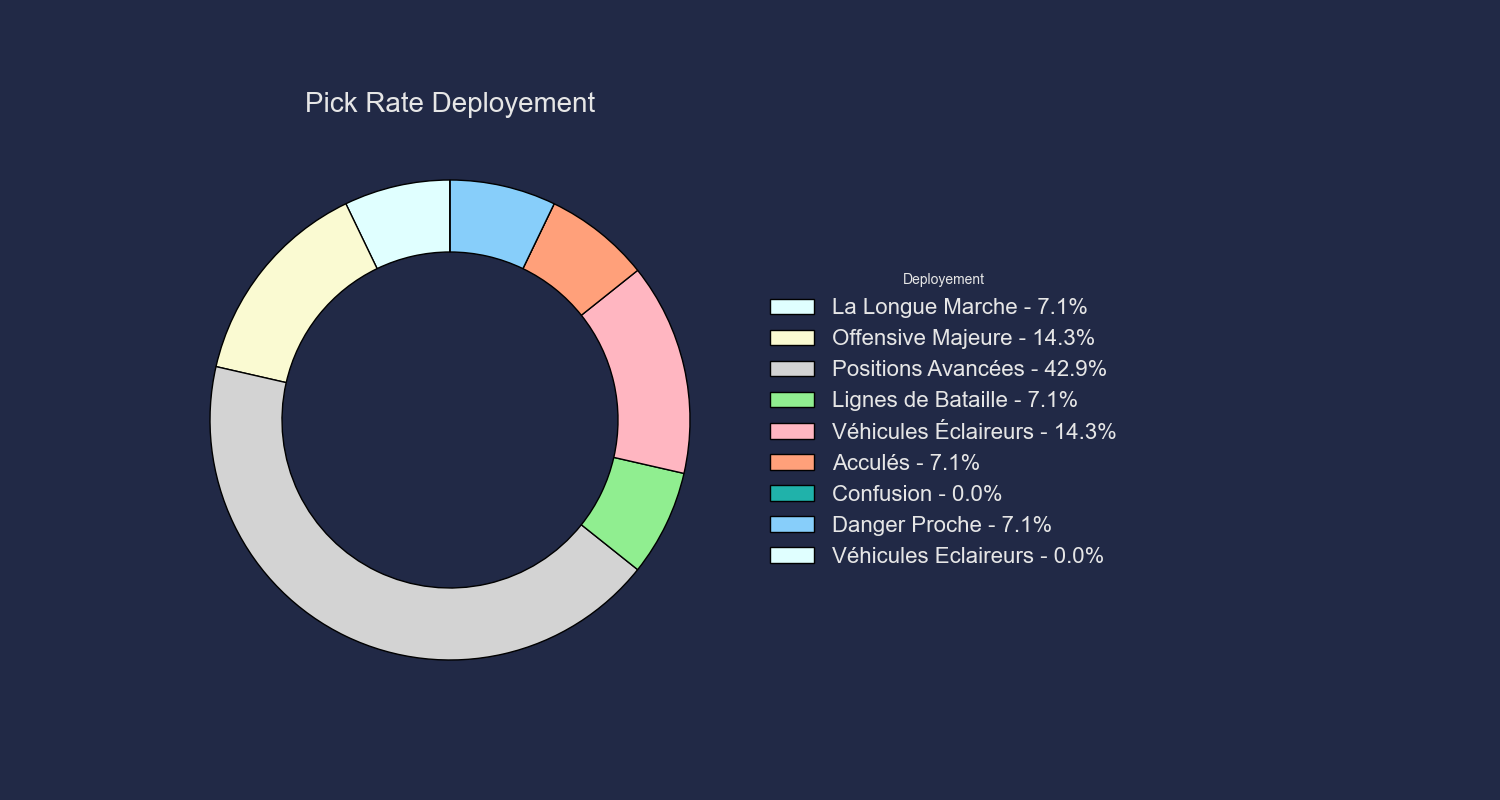 Pick Rate Deployement
Deployement
La Longue Marche - 7.1%
Offensive Majeure - 14.3%
Positions Avancées - 42.9%
Lignes de Bataille - 7.1%
Véhicules Éclaireurs - 14.3%
Acculés - 7.1%
Confusion - 0.0%
Danger Proche - 7.1%
Véhicules Eclaireurs - 0.0%